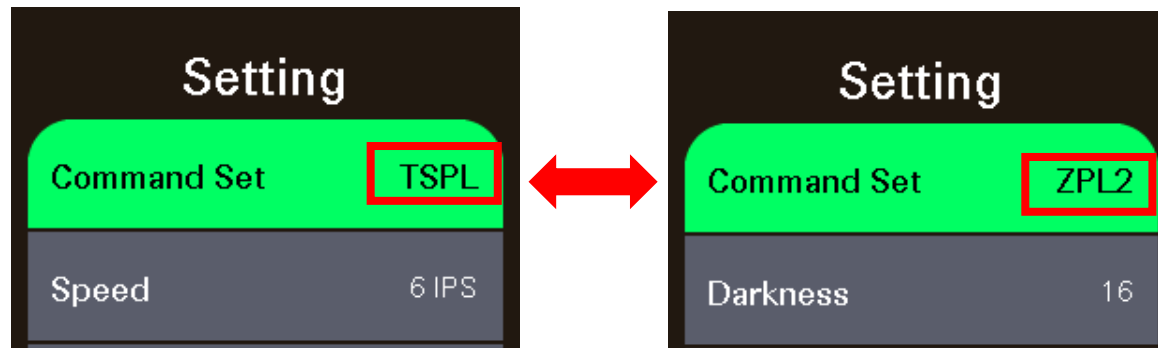 Setting
Command Set TSPL
Speed 6 IPS
Setting
Command Set ZPL2
Darkness 16